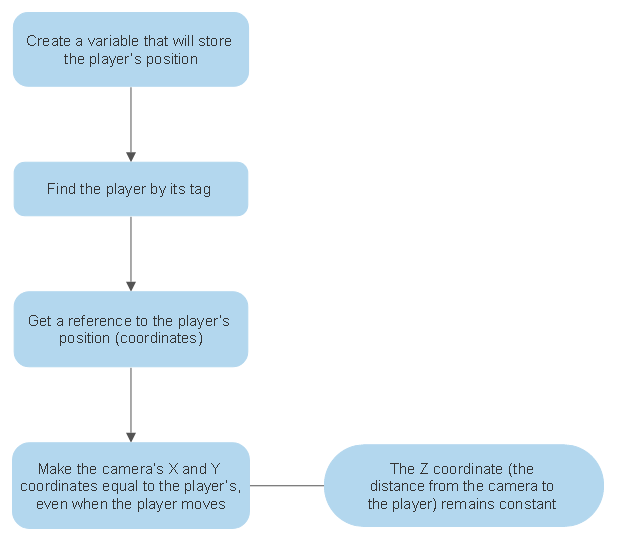 Create a variable that will store
the player's position
Find the player by its tag
Get a reference to the player's
position (coordinates)
Make the camera's X and Y
coordinates equal to the player's,
even when the player moves
The Z coordinate (the
distance from the camera to
the player) remains constant